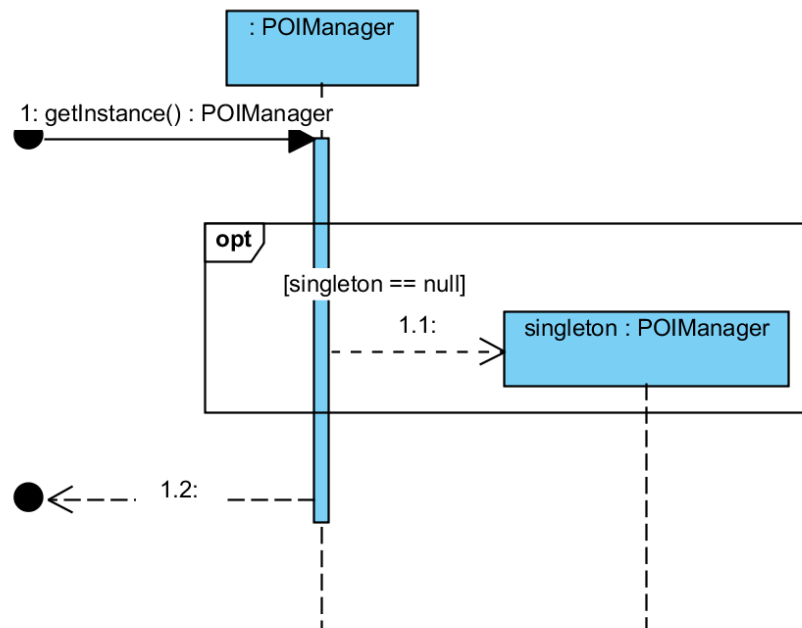 : POIManager
1: getInstance() : POIManager
opt
[singleton == null]
1.1:
singleton : POIManager
1.2: